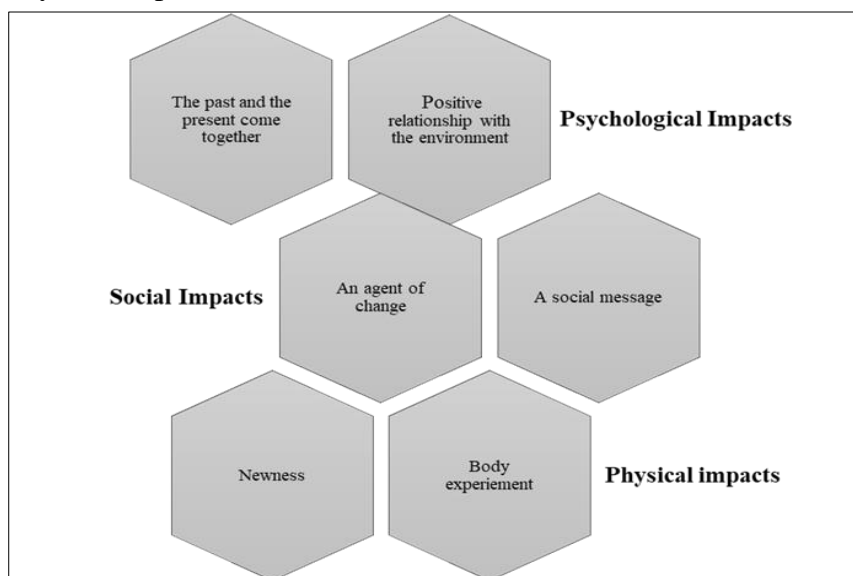 The past and the
present come
together
Positive
relationship with
the environment
Psychological Impacts
Social Impacts
An agent of
change
A social message
Newness
Body
experiement
Physical impacts